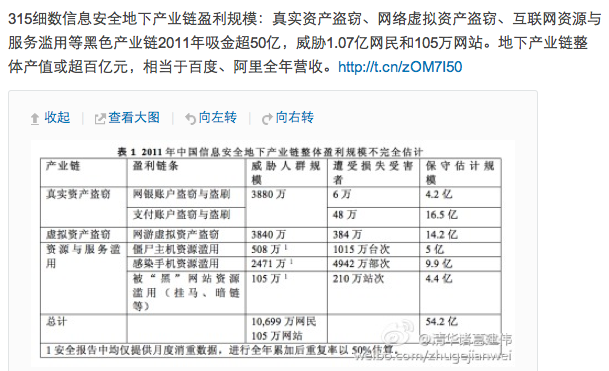 315细数信息安全地下产业链盈利规模：真实资产盗窃、网络虚拟资产盗窃、互联网资源与
服务滥用等黑色产业链2011年吸金超50亿，威胁1.07亿网民和105万网站。地下产业链整
体产值或超百亿元，相当于百度、阿里全年营收。http://t.cn/zOM7I50
收起 查看大图 向左转 向右转
表 1 2011 年中国信息安全地下产业链整体盈利规模不完全估计
产业链 盈利链条 威胁人群规 遭受损失受害 保守估计规
模 者 模
真实资产盗窃 网银账户盗窃与盗刷 3880 万 6 万 4.2 亿
支付账户盗窃与盗刷 48 万 16.5 亿
虚拟资产盗窃 网游虚拟资产盗窃 3840 万 384 万 14.2 亿
资源与服务滥 僵尸主机资源滥用 508 万 1 1015 万台次 5 亿
用 感染手机资源滥用 2471 万 1 4942 万部次 9.9 亿
被“黑”网站资源 105 万 1 210 万站次 4.4 亿
滥用（挂马、暗链
等）
总计 10,699 万网民 54.2 亿
105 万网站
1 安全报告中均仅提供月度消重数据，进行全年累加后重复率以 50%估算。
@清华诸葛建伟
weibo.com/zhugejianwei